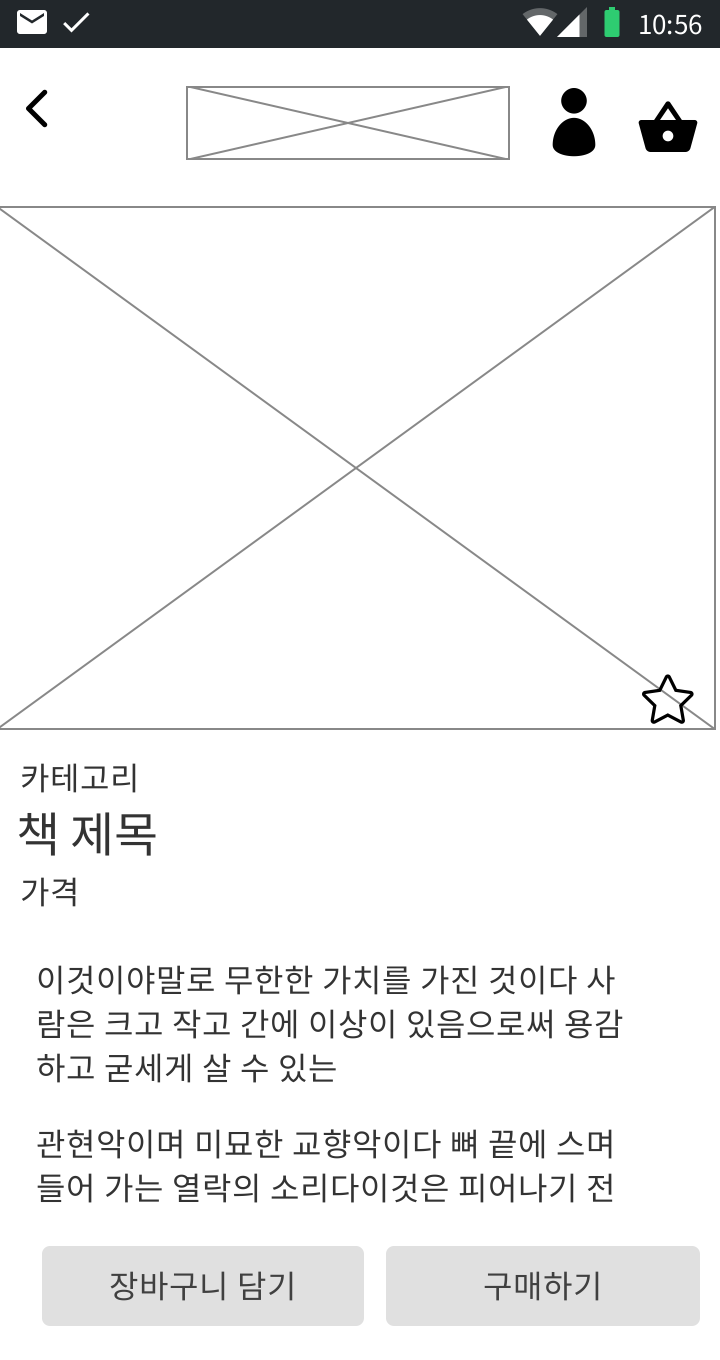 10:56
카테고리
책 제목
가격
이것이야말로 무한한 가치를 가진 것이다 사
람은 크고 작고 간에 이상이 있음으로써 용감
하고 굳세게 살 수 있는
관현악이며 미묘한 교향악이다 뼈 끝에 스며
들어 가는 열락의 소리다이것은 피어나기 전
장바구니 담기
구매하기